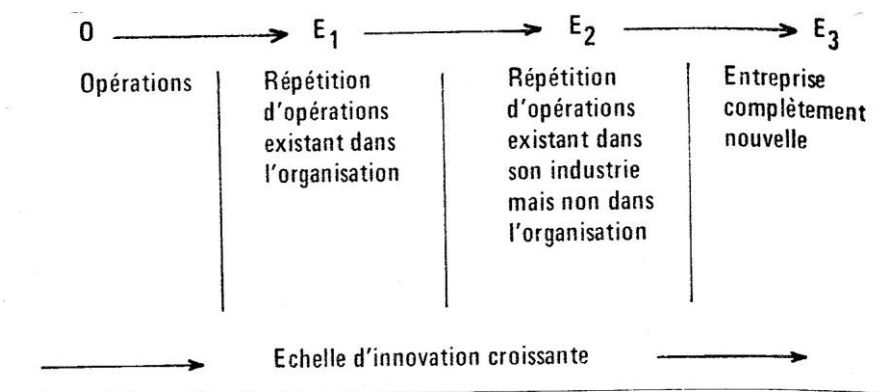 O E₁ E₂ E₃
Opérations
Répétition
d'opérations
existant dans
l'organisation
Répétition
d'opérations
existant dans
son industrie
mais non dans
l'organisation
Entreprise
complètement
nouvelle
Echelle d'innovation croissante